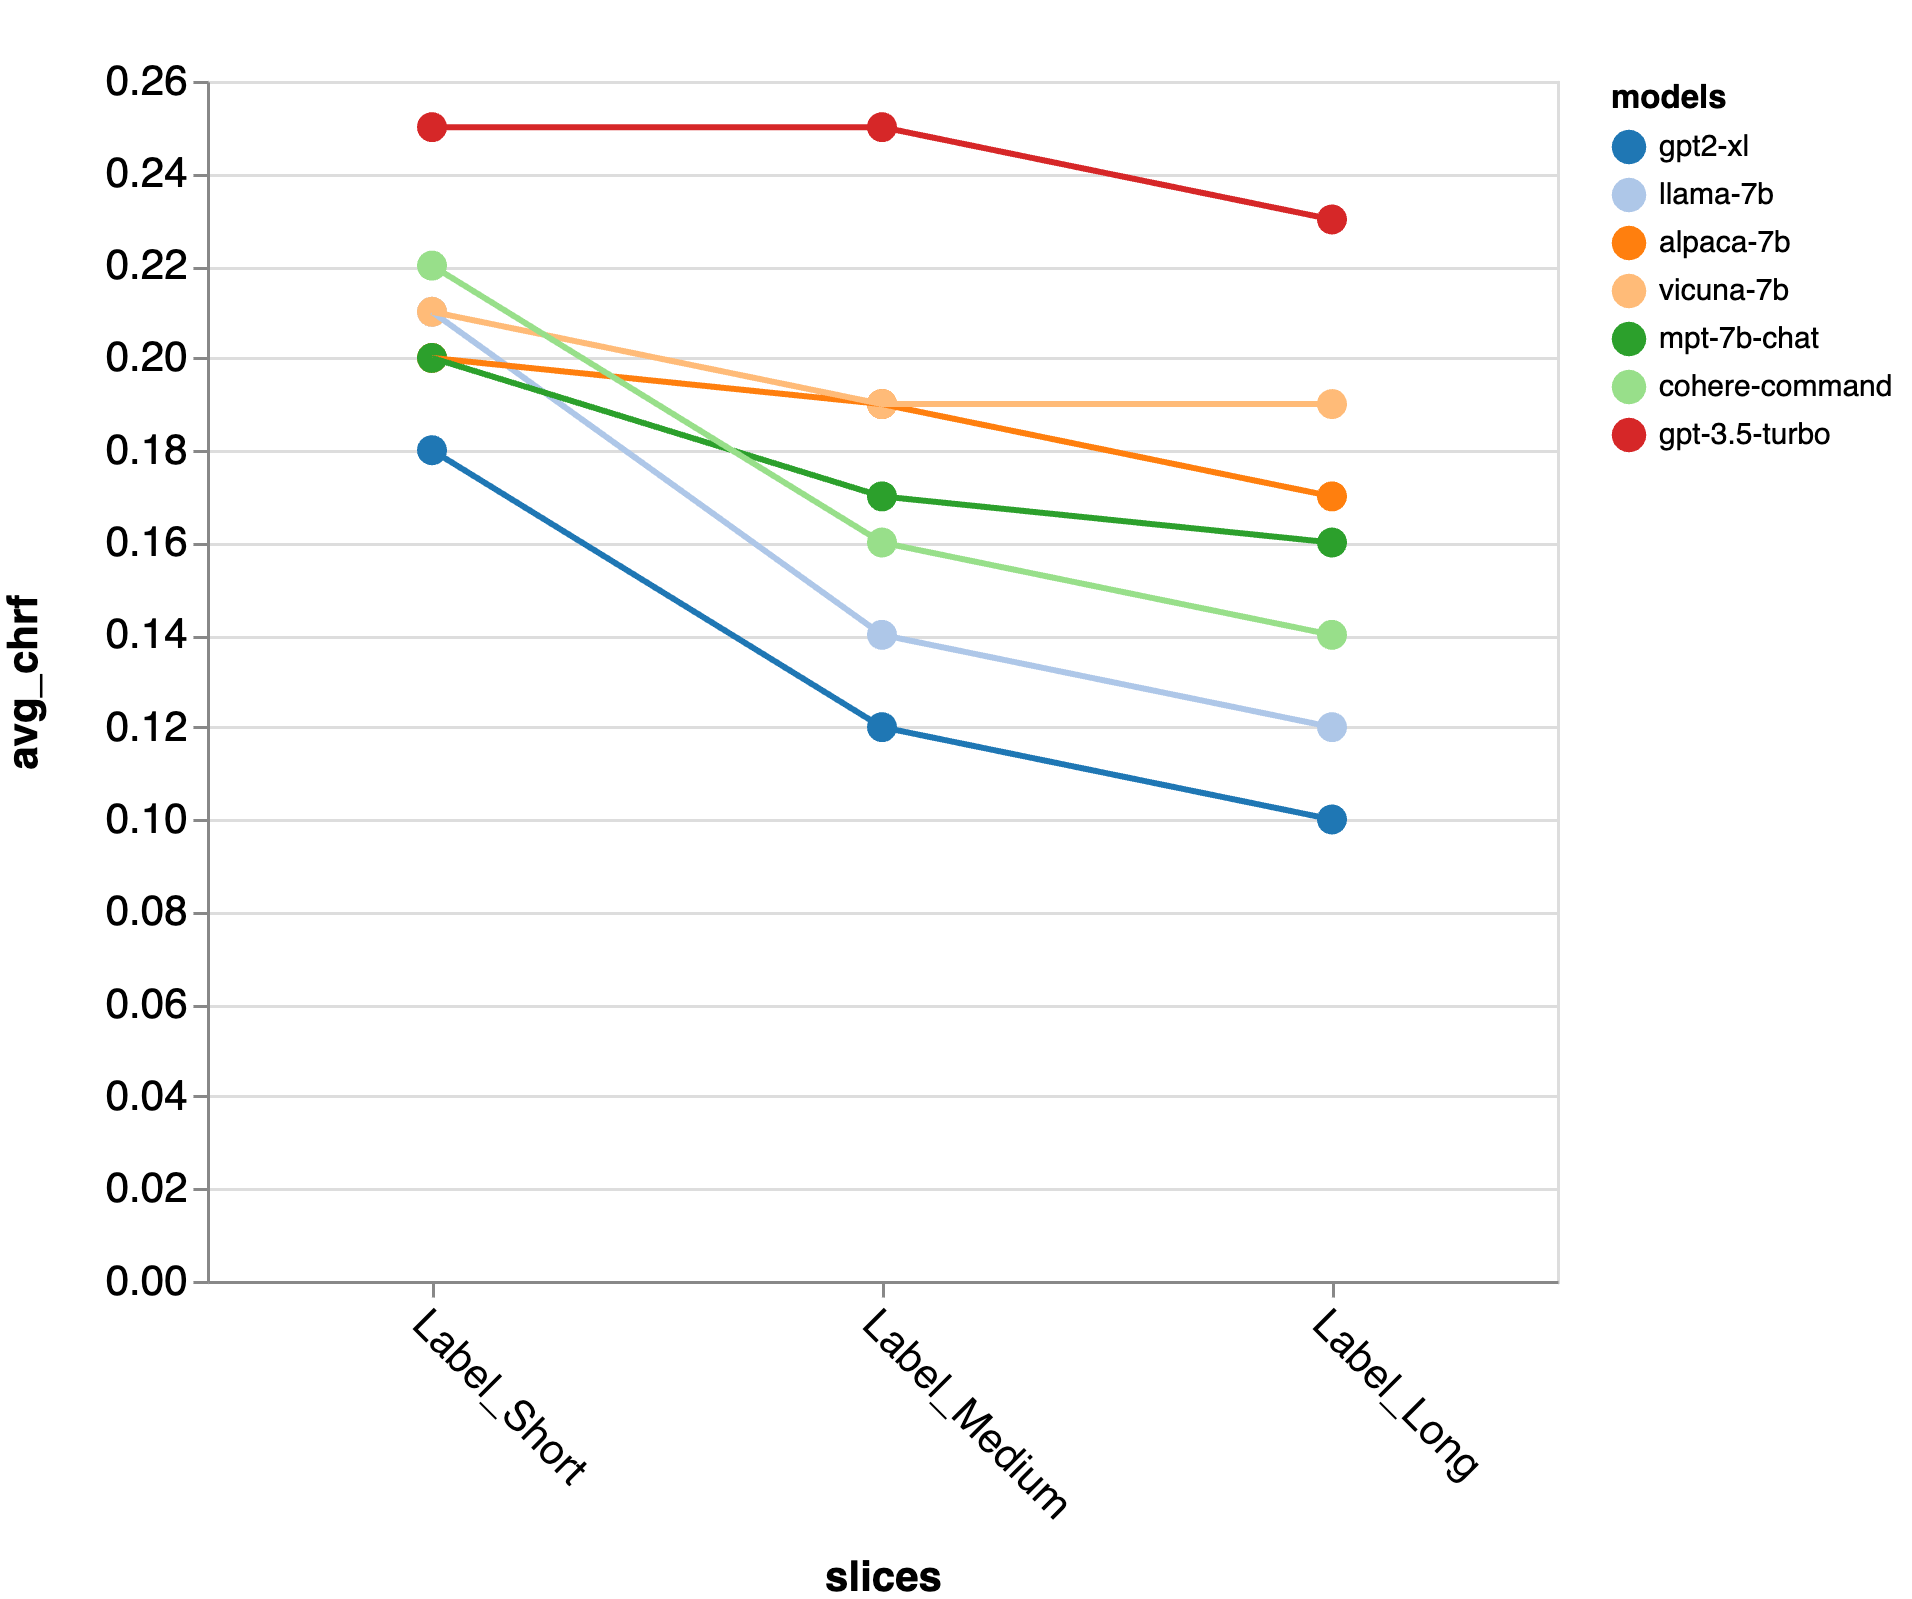 0.26
0.24
0.22
0.20
0.18
0.16
0.14
0.12
0.10
0.08
0.06
0.04
0.02
0.00
avg_chrf
Label_Short
Label_Medium
Label_Long
slices
models
gpt2-xl
llama-7b
alpaca-7b
vicuna-7b
mpt-7b-chat
cohere-command
gpt-3.5-turbo